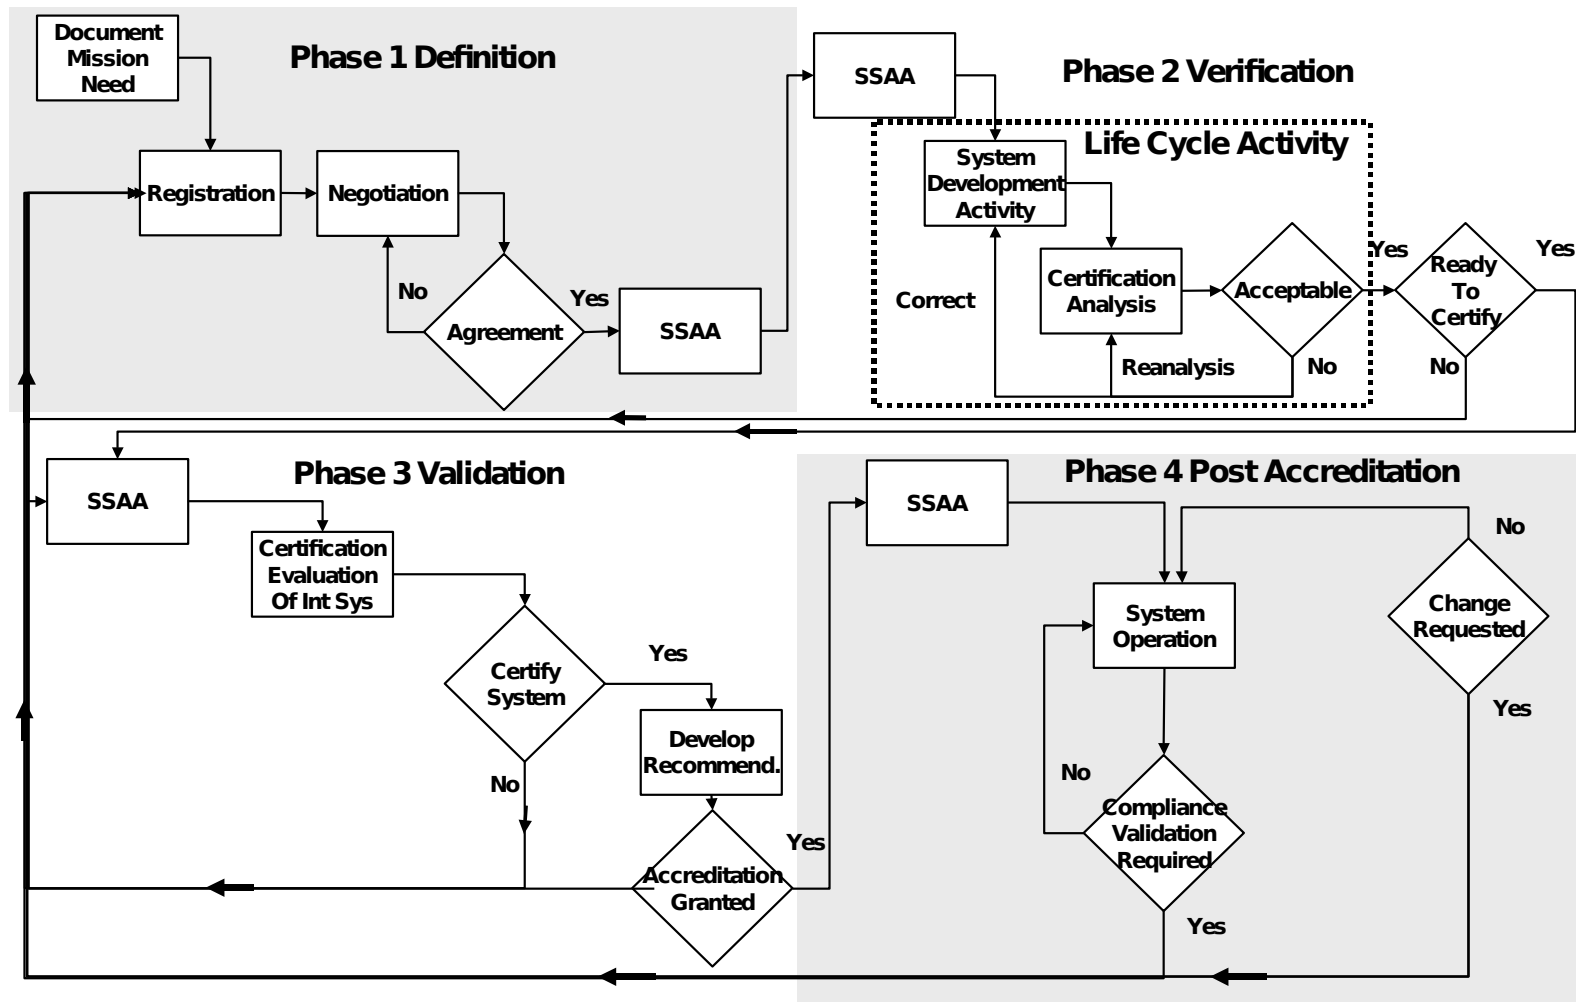 Document
Mission
Need
Phase 1 Definition
Registration
Negotiation
No
Yes
Agreement
SSAA
SSAA
Phase 2 Verification
Life Cycle Activity
System
Development
Activity
Certification
Analysis
Acceptable
Correct
Reanalysis
No
Yes
Ready
To
Certify
Yes
No
Phase 3 Validation
SSAA
Certification
Evaluation
Of Int Sys
Certify
System
Yes
No
Develop
Recommend.
Accreditation
Granted
Yes
Phase 4 Post Accreditation
SSAA
System
Operation
No
Compliance
Validation
Required
Yes
No
Change
Requested
Yes